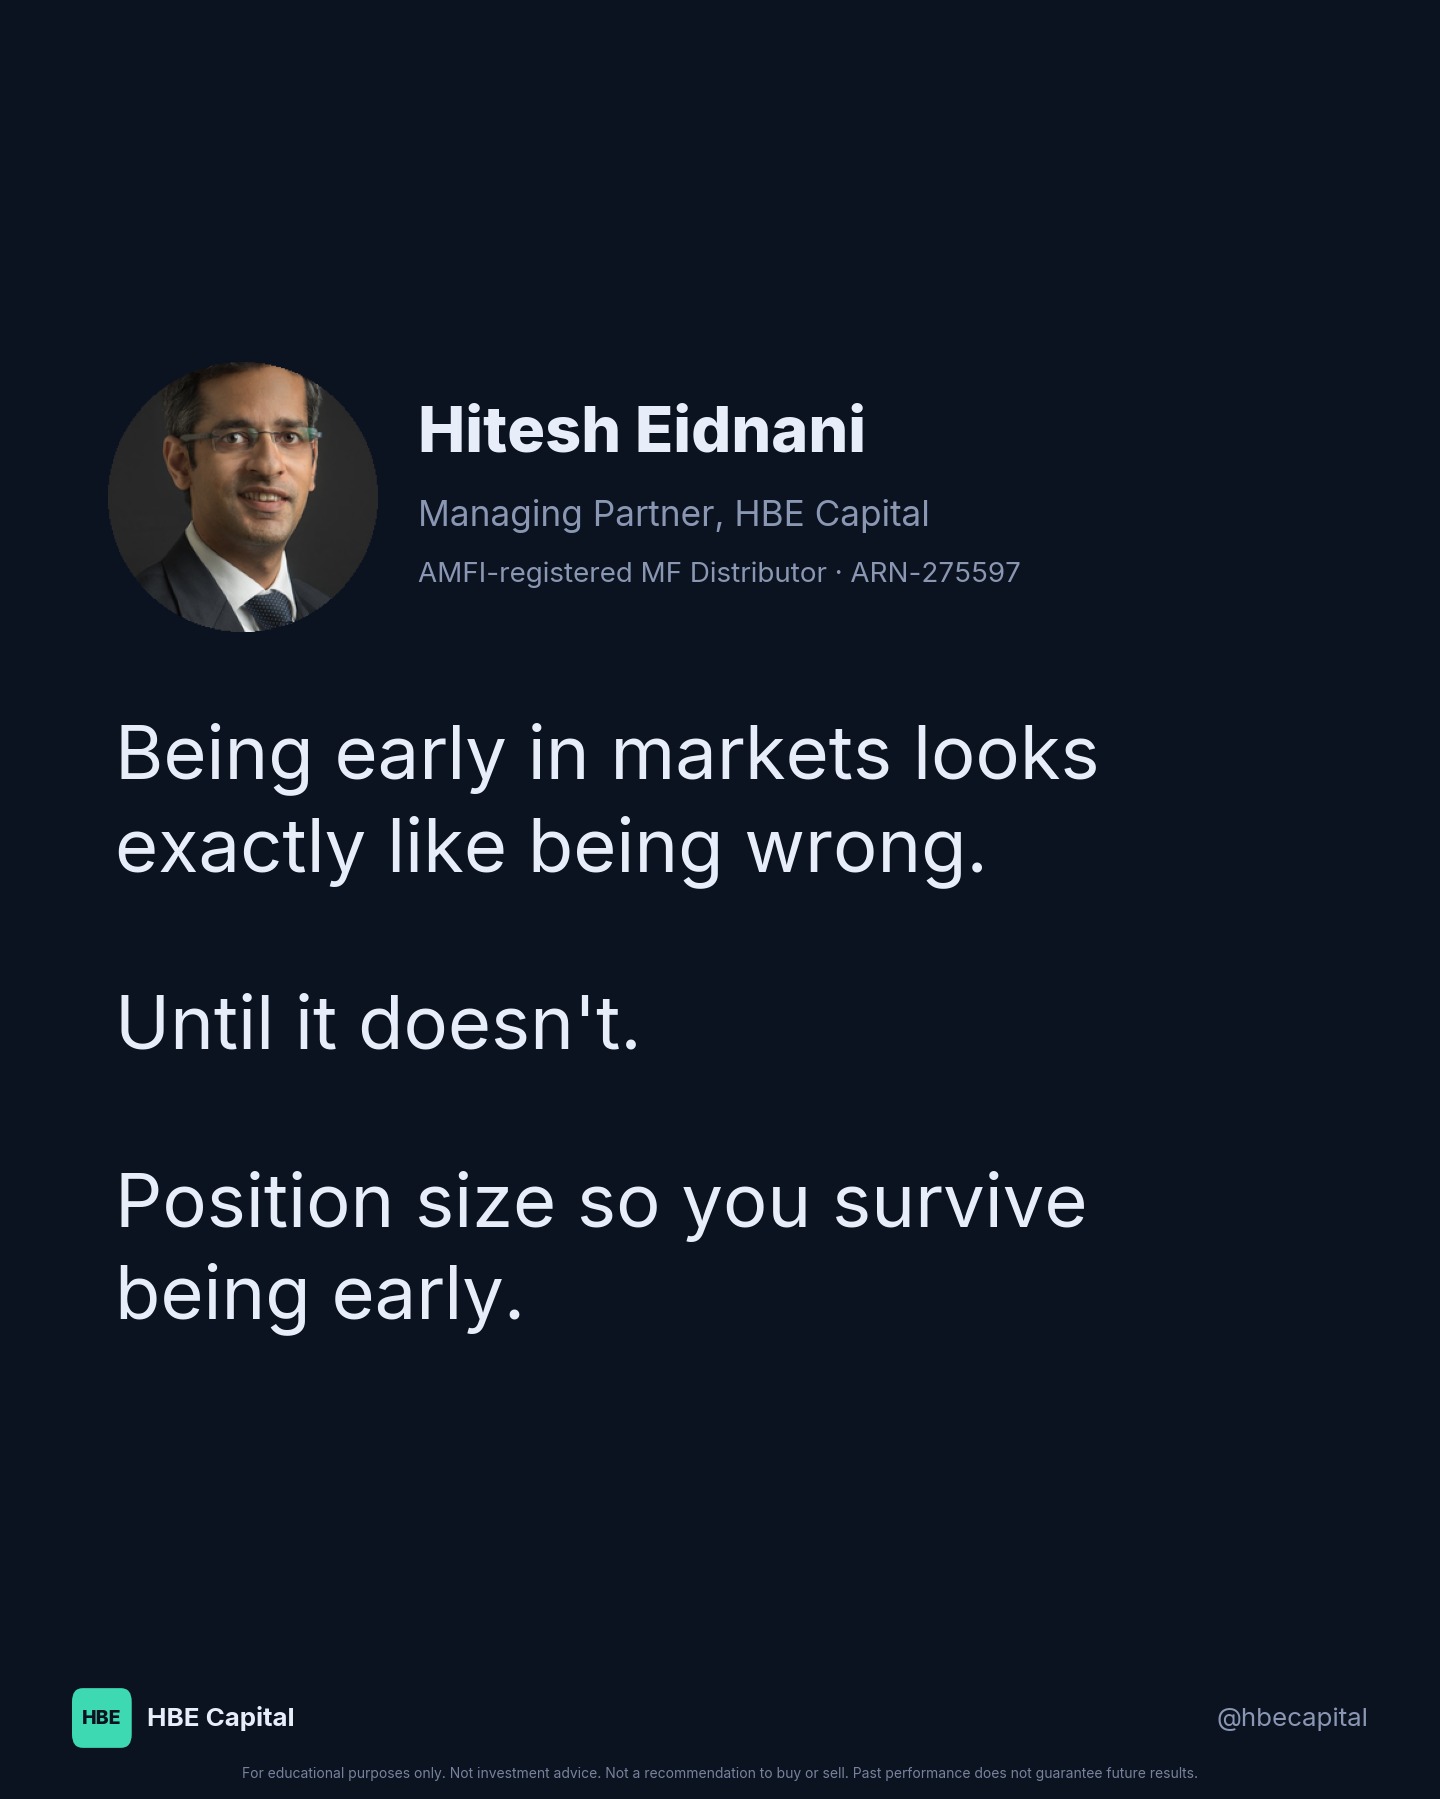 Hitesh Eidnani
Managing Partner, HBE Capital
AMFI-registered MF Distributor · ARN-275597
Being early in markets looks
exactly like being wrong.
Until it doesn't.
Position size so you survive
being early.
HBE
HBE Capital
@hbecapital
For educational purposes only. Not investment advice. Not a recommendation to buy or sell. Past performance does not guarantee future results.